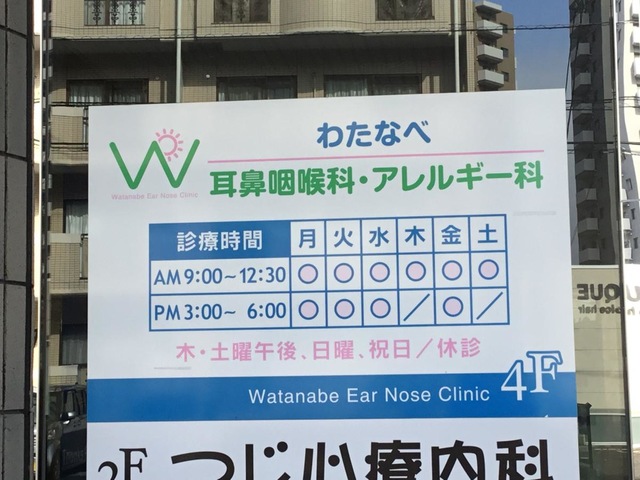 わたなべ
W
Watanabe Ear Nose Clinic
耳鼻咽喉科・アレルギー科
診療時間 月 火 水 木 金 土
AM 9:00～12:30 ○ ○ ○ ○ ○ ○
PM 3:00～ 6:00 ○ ○ ○ ／ ○ ／
木・土曜午後、日曜、祝日／休診
Watanabe Ear Nose Clinic 4F
2F つじ心療内科